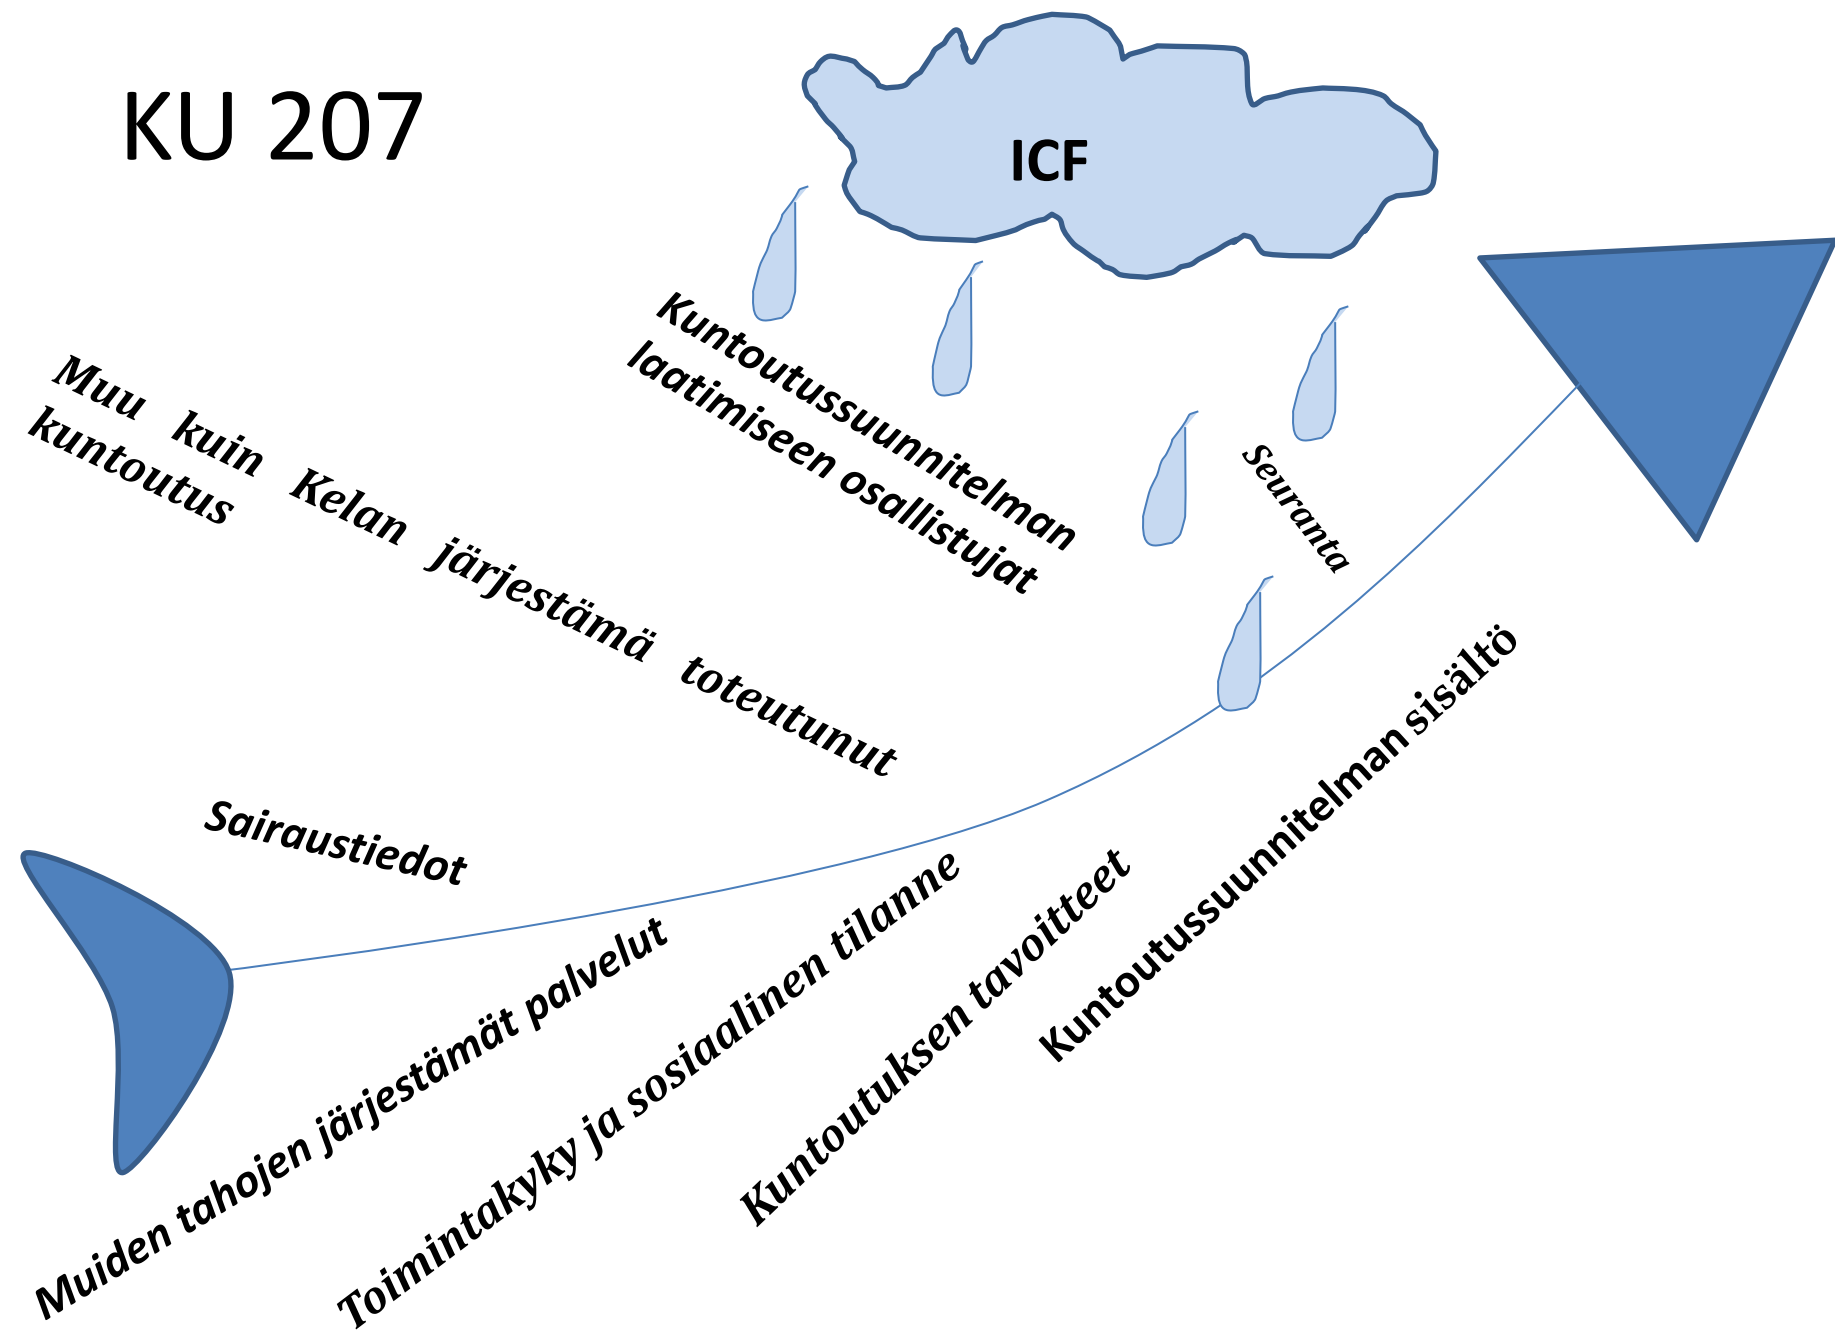 KU 207
ICF
Kuntoutussuunnitelman
laatimiseen osallistujat
Muu kuin Kelan järjestämä toteutunut
kuntoutus
Seuranta
Sairaustiedot
Muiden tahojen järjestämät palvelut
Toimintakyky ja sosiaalinen tilanne
Kuntoutuksen tavoitteet
Kuntoutussuunnitelman sisältö